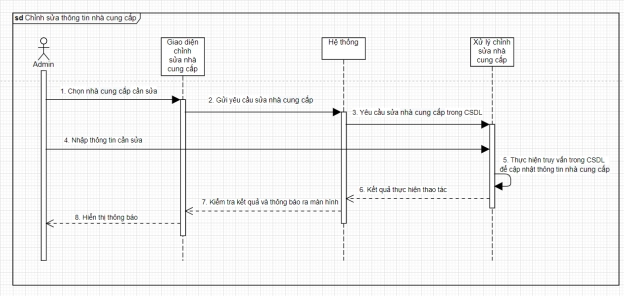 sd Chỉnh sửa thông tin nhà cung cấp
Admin
Giao diện
chỉnh
sửa nhà
cung cấp
Hệ thống
Xử lý chỉnh
sửa nhà
cung cấp
1. Chọn nhà cung cấp cần sửa
2. Gửi yêu cầu sửa nhà cung cấp
3. Yêu cầu sửa nhà cung cấp trong CSDL
4. Nhập thông tin cần sửa
5. Thực hiện truy vấn trong CSDL
để cập nhật thông tin nhà cung cấp
6. Kết quả thực hiện thao tác
7. Kiểm tra kết quả và thông báo ra màn hình
8. Hiển thị thông báo